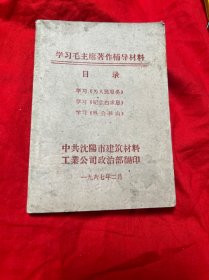 学习毛主席著作辅导材料
目录
学习《为人民服务》
学习《纪念白求恩》
学习《愚公移山》
中共沈陽市建筑材料
工業公司政治部翻印
一九六七年二月